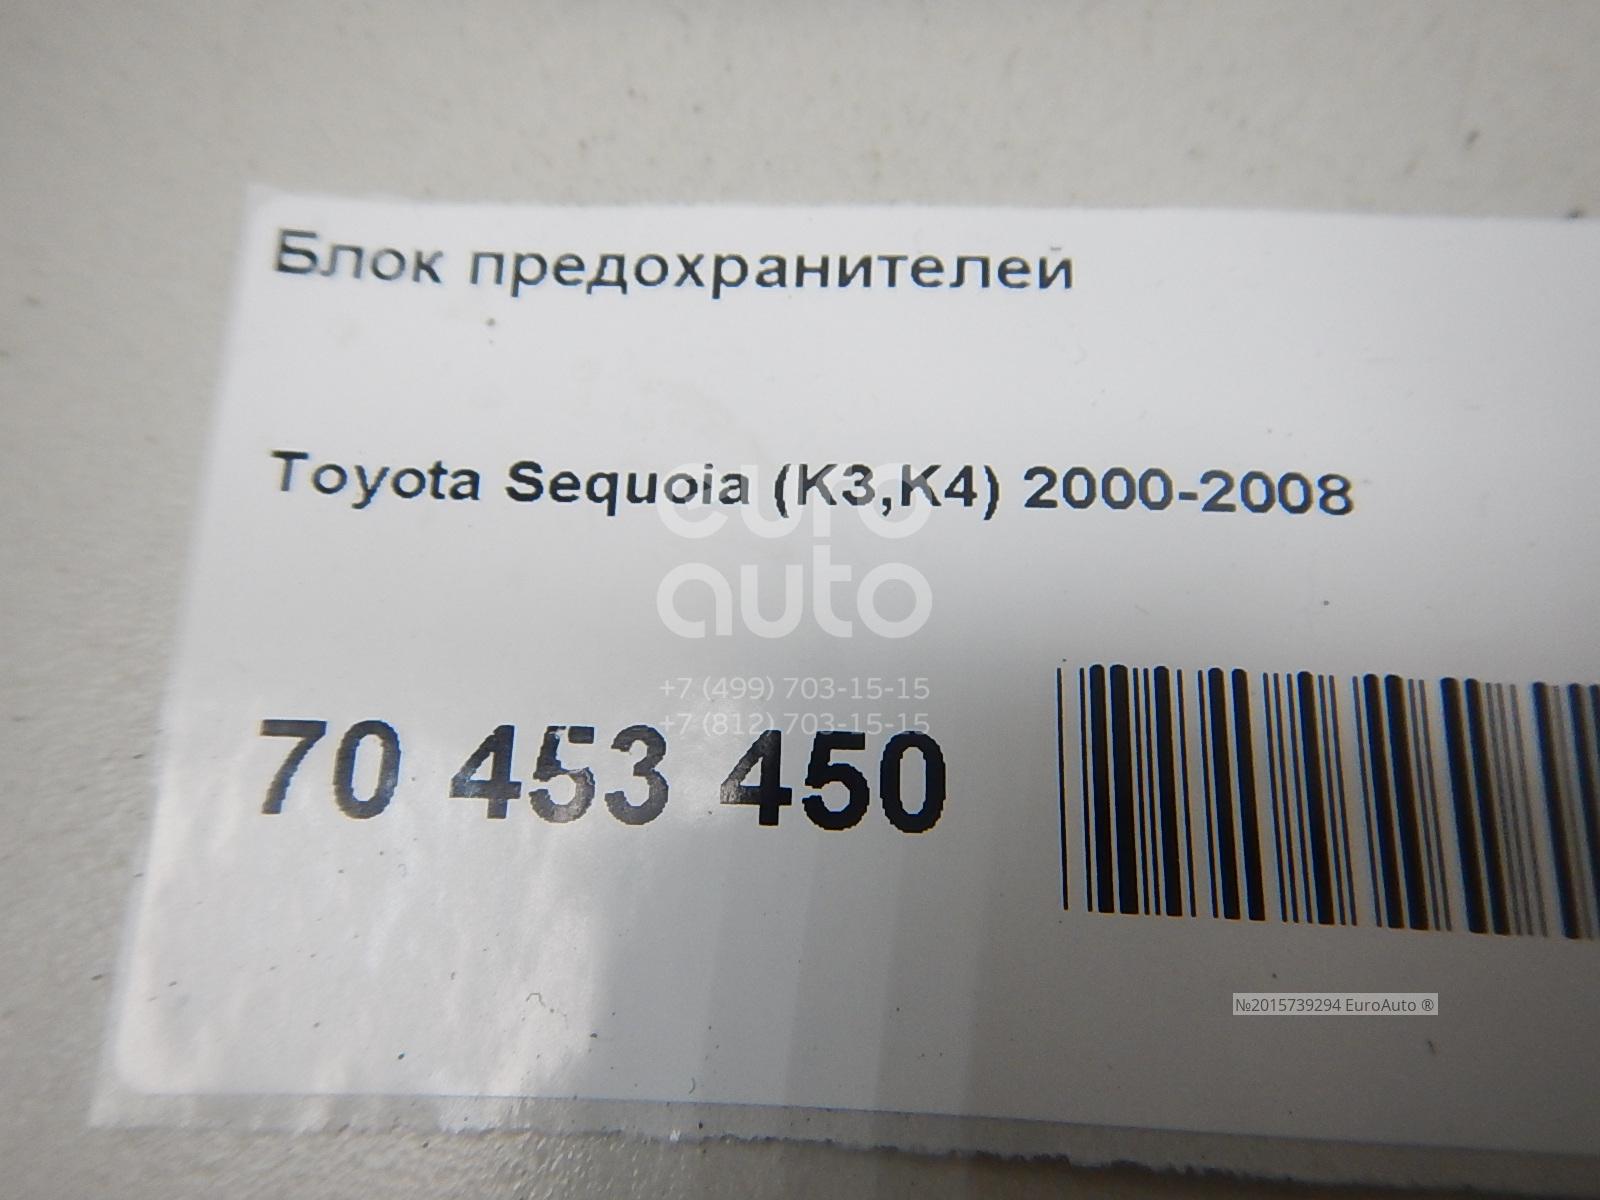 Блок предохранителей
Toyota Sequoia (K3,K4) 2000-2008
euro
auto
+7 (499) 703-15-15
+7 (812) 703-15-15
70 453 450
№2015739294 EuroAuto ®